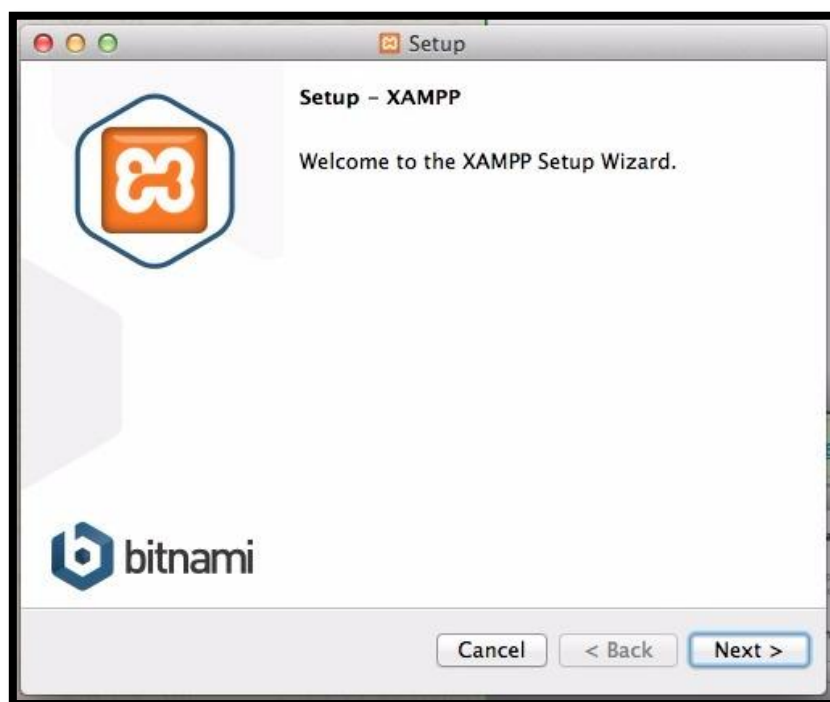 Setup
Setup – XAMPP
Welcome to the XAMPP Setup Wizard.
bitnami
Cancel
< Back
Next >